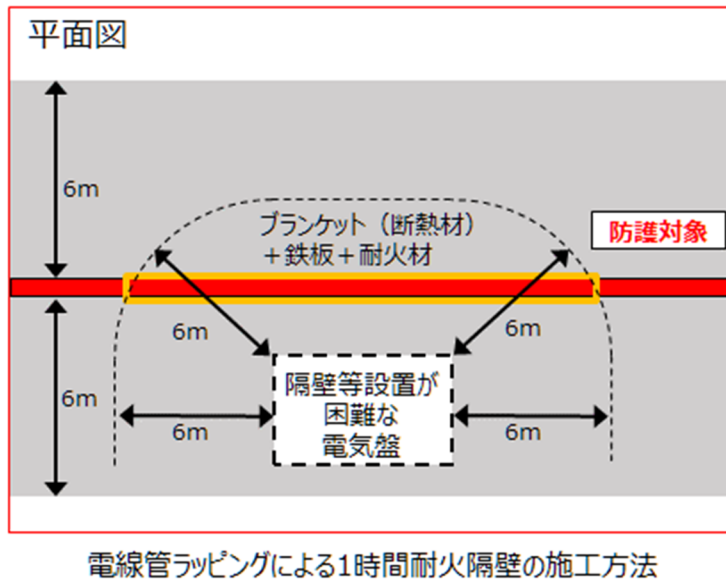 平面図
6m
ブランケット（断熱材）
＋鉄板＋耐火材
防護対象
6m
6m
6m
隔壁等設置が
困難な
電気盤
6m
6m
電線管ラッピングによる1時間耐火隔壁の施工方法